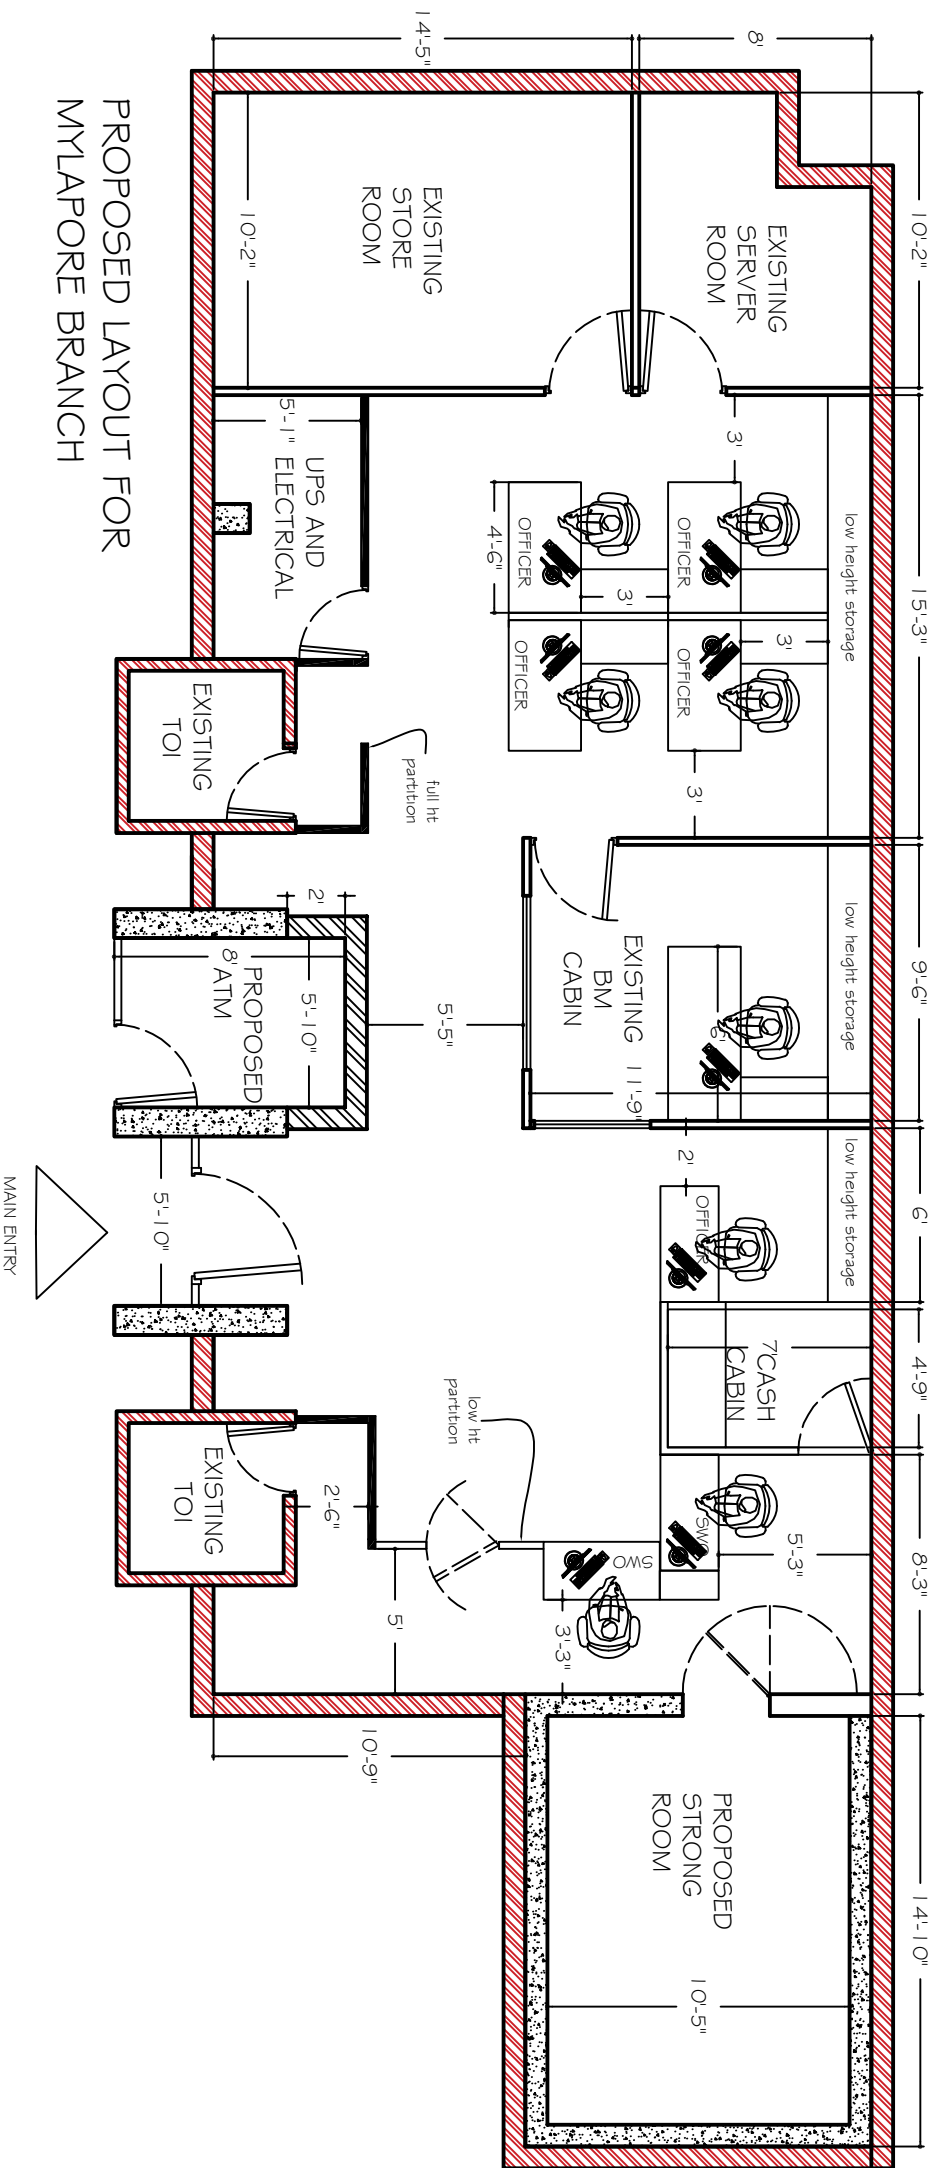 10'-2"
15'-3"
9'-6"
6'
4'-9"
8'-3"
14'-10"
8'
14'-5"
EXISTING
SERVER
ROOM
EXISTING
STORE
ROOM
10'-2"
low height storage
low height storage
low height storage
3'
OFFICER
OFFICER
3'
3'
OFFICER
OFFICER
3'
4'-6"
EXISTING
BM
CABIN
11'-9"
2'
OFFICER
7'CASH
CABIN
SWO
5'-3"
SWO
3'-3"
PROPOSED
STRONG
ROOM
10'-5"
10'-9"
UPS AND
ELECTRICAL
5'-1"
full ht
partition
EXISTING
TOI
5'-5"
2'
PROPOSED
ATM
8'
5'-10"
5'-10"
low ht
partition
EXISTING
TOI
2'-6"
5'
MAIN ENTRY
PROPOSED LAYOUT FOR
MYLAPORE BRANCH